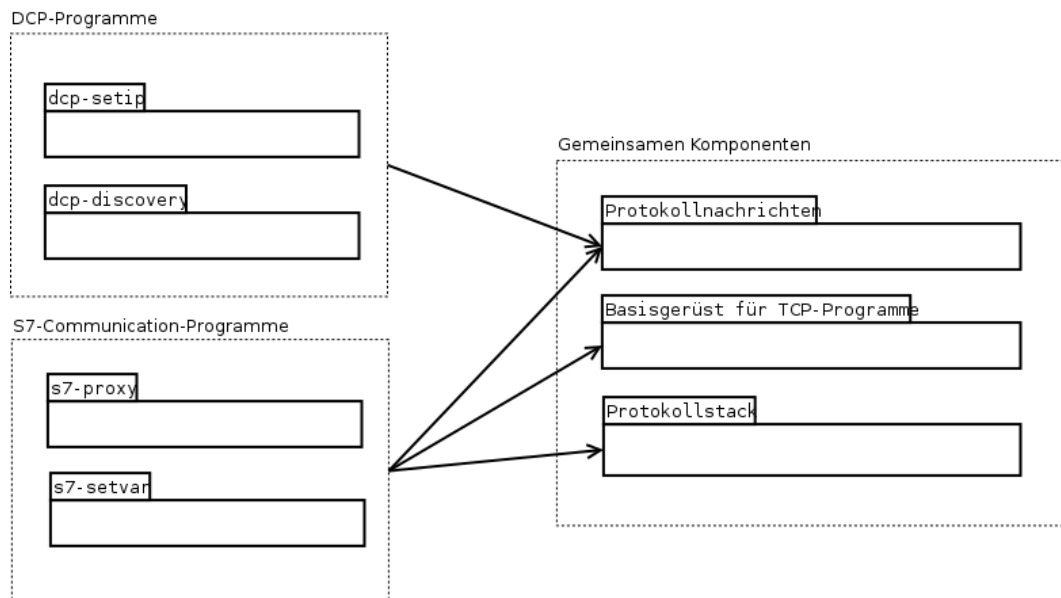 DCP-Programme
dcp-setip
dcp-discovery
S7-Communication-Programme
s7-proxy
s7-setvar
Gemeinsamen Komponenten
Protokollnachrichten
Basisgerüst für TCP-Programme
Protokollstack